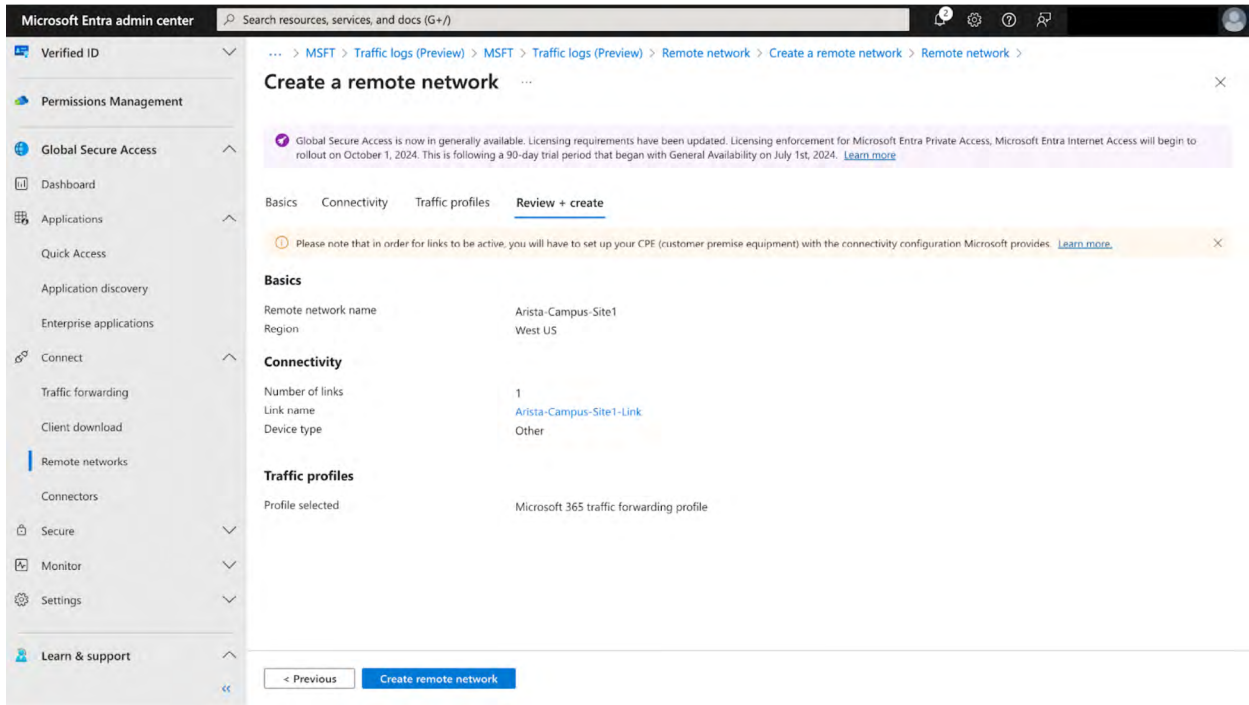 Microsoft Entra admin center
Search resources, services, and docs (G+/)
2
Verified ID
Permissions Management
Global Secure Access
Dashboard
Applications
Quick Access
Application discovery
Enterprise applications
Connect
Traffic forwarding
Client download
Remote networks
Connectors
Secure
Monitor
Settings
Learn & support
«
... > MSFT > Traffic logs (Preview) > MSFT > Traffic logs (Preview) > Remote network > Create a remote network > Remote network >
Create a remote network ...
Global Secure Access is now in generally available. Licensing requirements have been updated. Licensing enforcement for Microsoft Entra Private Access, Microsoft Entra Internet Access will begin to
rollout on October 1, 2024. This is following a 90-day trial period that began with General Availability on July 1st, 2024. Learn more
Basics Connectivity Traffic profiles Review + create
Please note that in order for links to be active, you will have to set up your CPE (customer premise equipment) with the connectivity configuration Microsoft provides. Learn more.
Basics
Remote network name Arista-Campus-Site1
Region West US
Connectivity
Number of links 1
Link name Arista-Campus-Site1-Link
Device type Other
Traffic profiles
Profile selected Microsoft 365 traffic forwarding profile
< Previous Create remote network